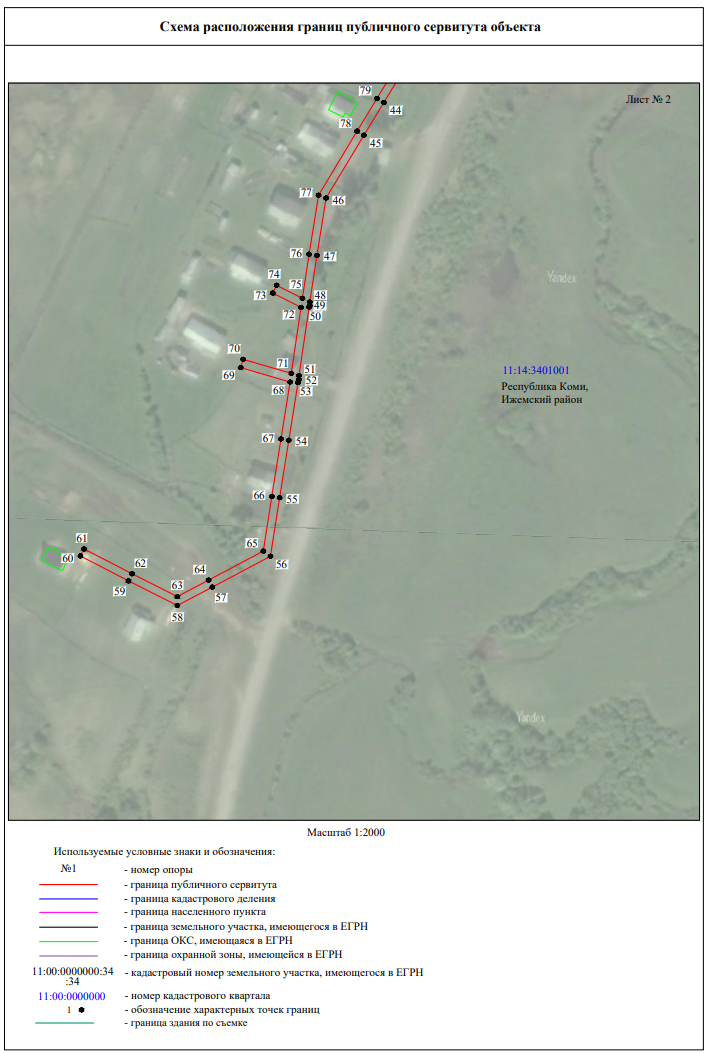 Схема расположения границ публичного сервитута объекта
Лист № 2
79
44
78
45
77
46
76
47
74
75
48
73
49
72
50
Yandex
70
71
51
69
52
68
53
11:14:3401001
Республика Коми,
Ижемский район
67
54
66
55
61
65
60
56
62
64
59
63
57
58
Yandex
Масштаб 1:2000
Используемые условные знаки и обозначения:
№1 - номер опоры
- граница публичного сервитута
- граница кадастрового деления
- граница населенного пункта
- граница земельного участка, имеющегося в ЕГРН
- граница ОКС, имеющаяся в ЕГРН
- граница охранной зоны, имеющейся в ЕГРН
11:00:0000000:34 - кадастровый номер земельного участка, имеющегося в ЕГРН
:34
11:00:0000000 - номер кадастрового квартала
1 - обозначение характерных точек границ
- граница здания по съемке